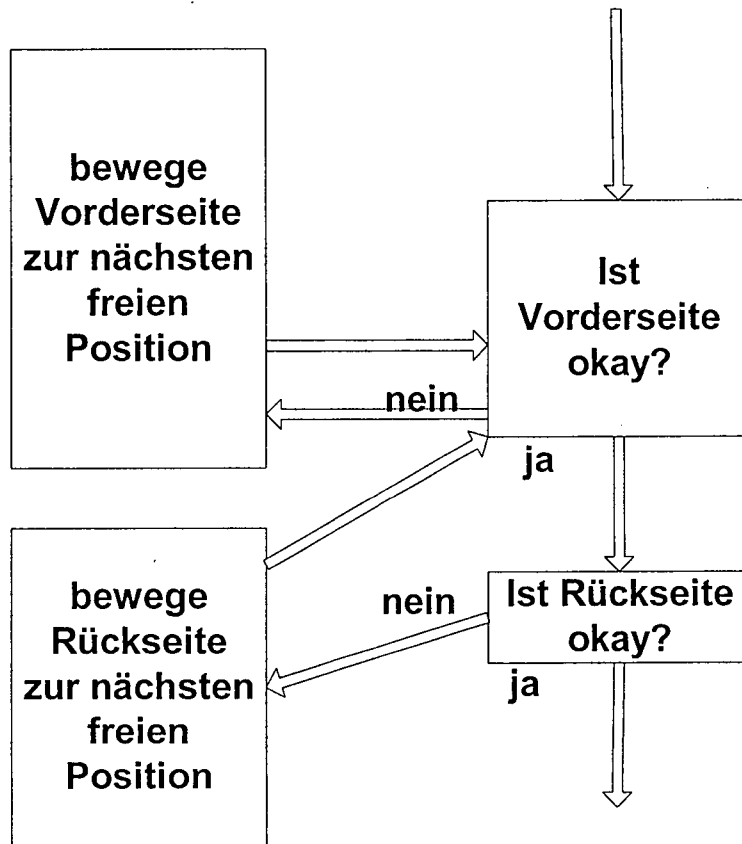 bewege
Vorderseite
zur nächsten
freien
Position
Ist
Vorderseite
okay?
nein
ja
bewege
Rückseite
zur nächsten
freien
Position
nein
Ist Rückseite
okay?
ja